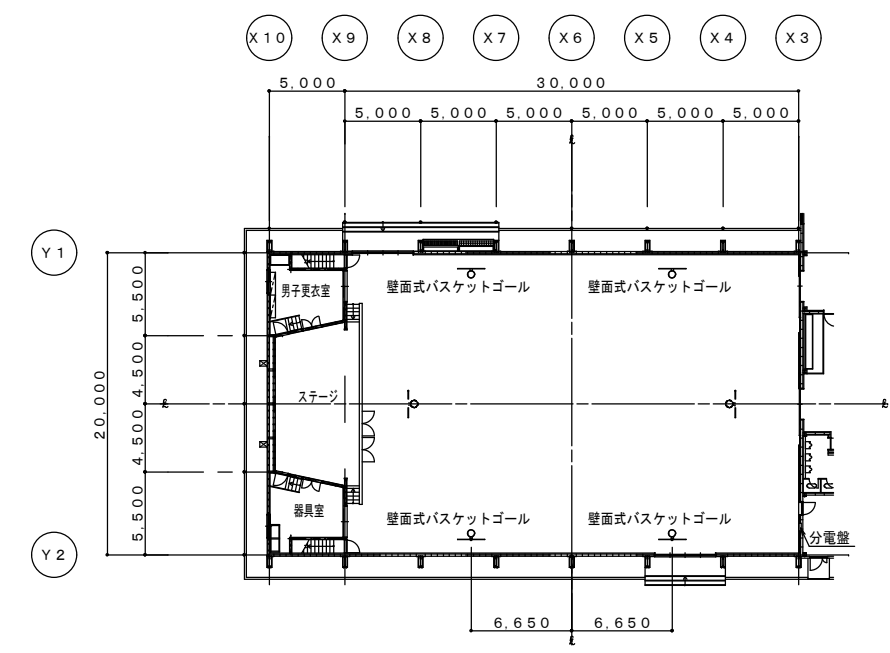 X10 X9 X8 X7 X6 X5 X4 X3
5,000 30,000
5,000 5,000 5,000 5,000 5,000 5,000
℄
Y1
男子更衣室
壁面式バスケットゴール 壁面式バスケットゴール
5,500
4,500
20,000
ステージ
℄ ℄
4,500
5,500
器具室
壁面式バスケットゴール 壁面式バスケットゴール
分電盤
Y2
6,650 6,650
℄